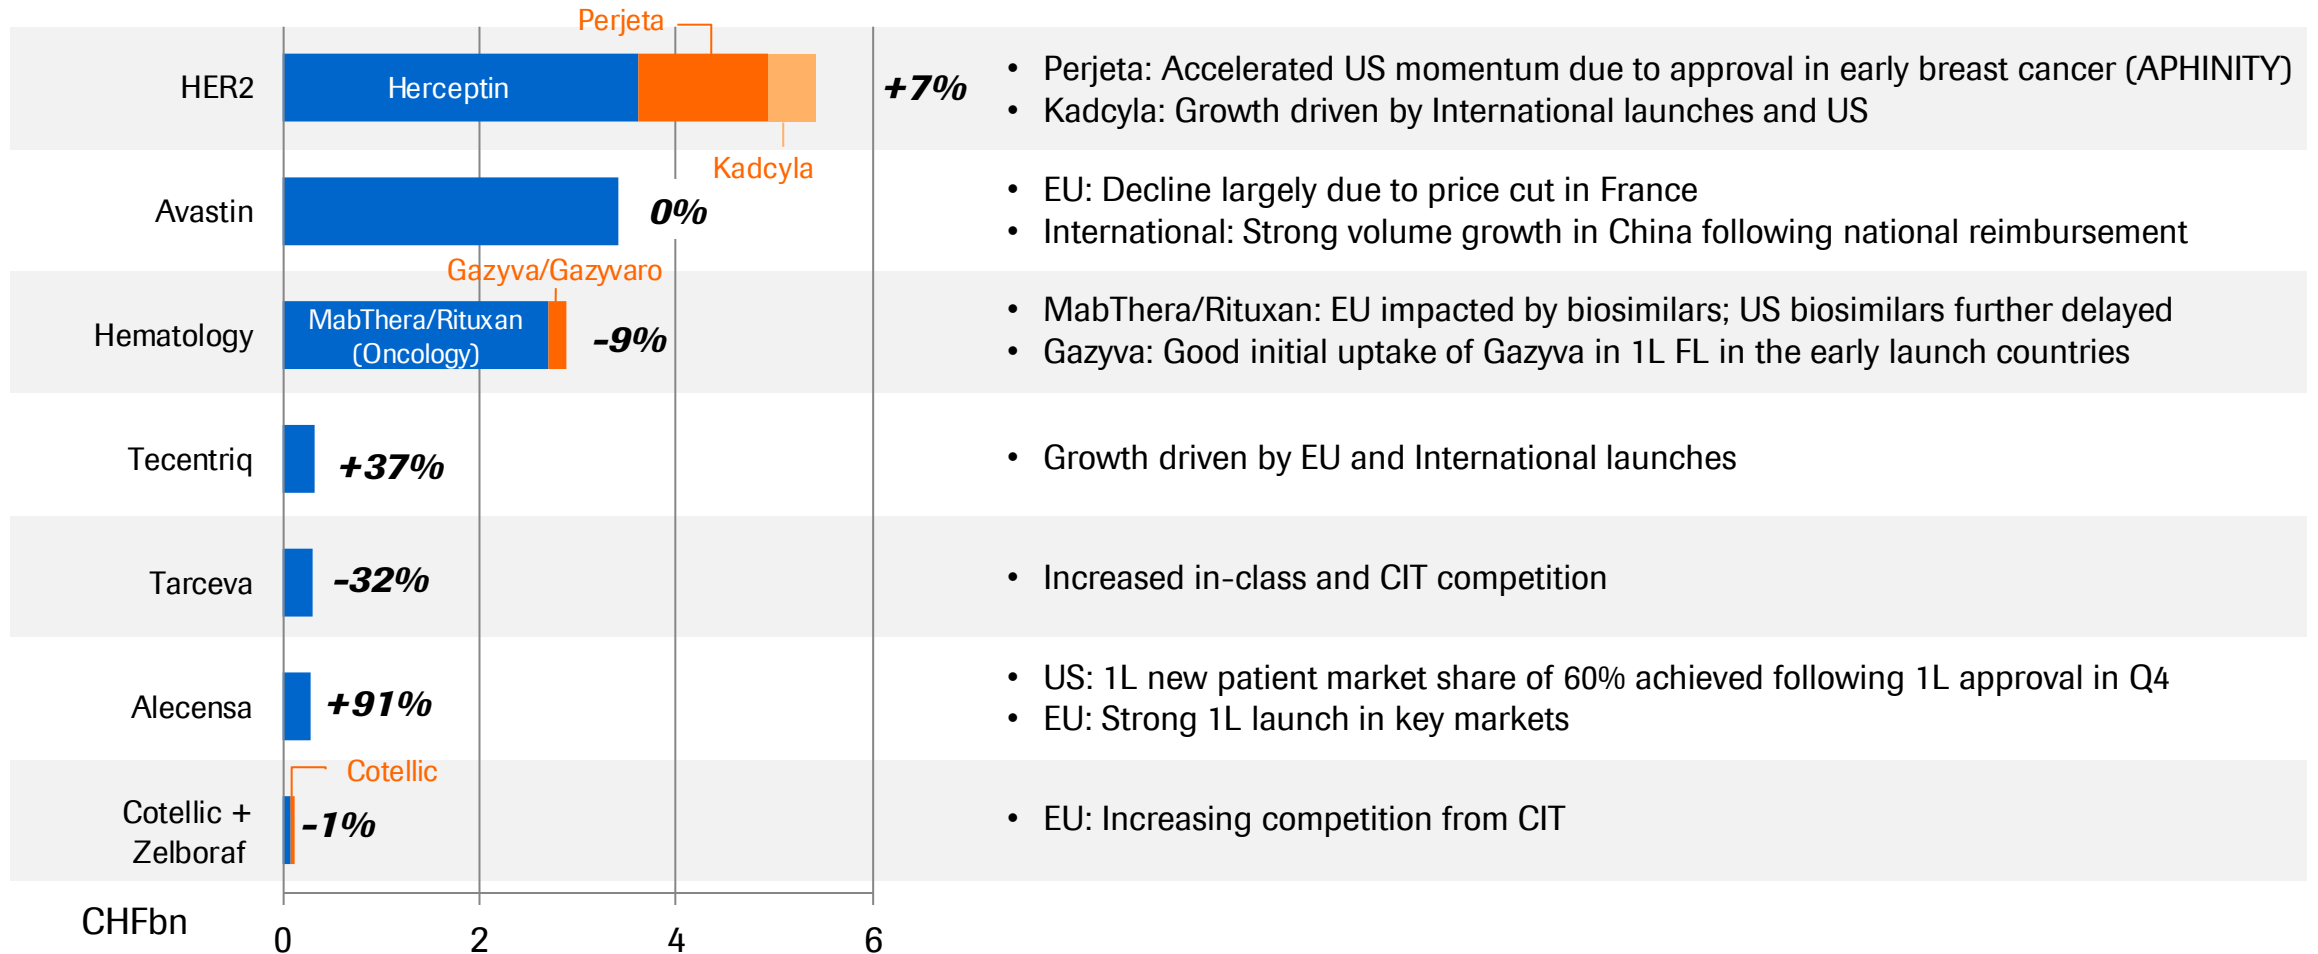 Perjeta
HER2
Herceptin
+7%
• Perjeta: Accelerated US momentum due to approval in early breast cancer (APHINITY)
• Kadcyla: Growth driven by International launches and US
Kadcyla
Avastin
0%
• EU: Decline largely due to price cut in France
• International: Strong volume growth in China following national reimbursement
Gazyva/Gazyvaro
Hematology
MabThera/Rituxan
(Oncology)
-9%
• MabThera/Rituxan: EU impacted by biosimilars; US biosimilars further delayed
• Gazyva: Good initial uptake of Gazyva in 1L FL in the early launch countries
Tecentriq
+37%
• Growth driven by EU and International launches
Tarceva
-32%
• Increased in-class and CIT competition
Alecensa
+91%
• US: 1L new patient market share of 60% achieved following 1L approval in Q4
• EU: Strong 1L launch in key markets
Cotellic
Cotellic +
Zelboraf
-1%
• EU: Increasing competition from CIT
CHFbn
0 2 4 6